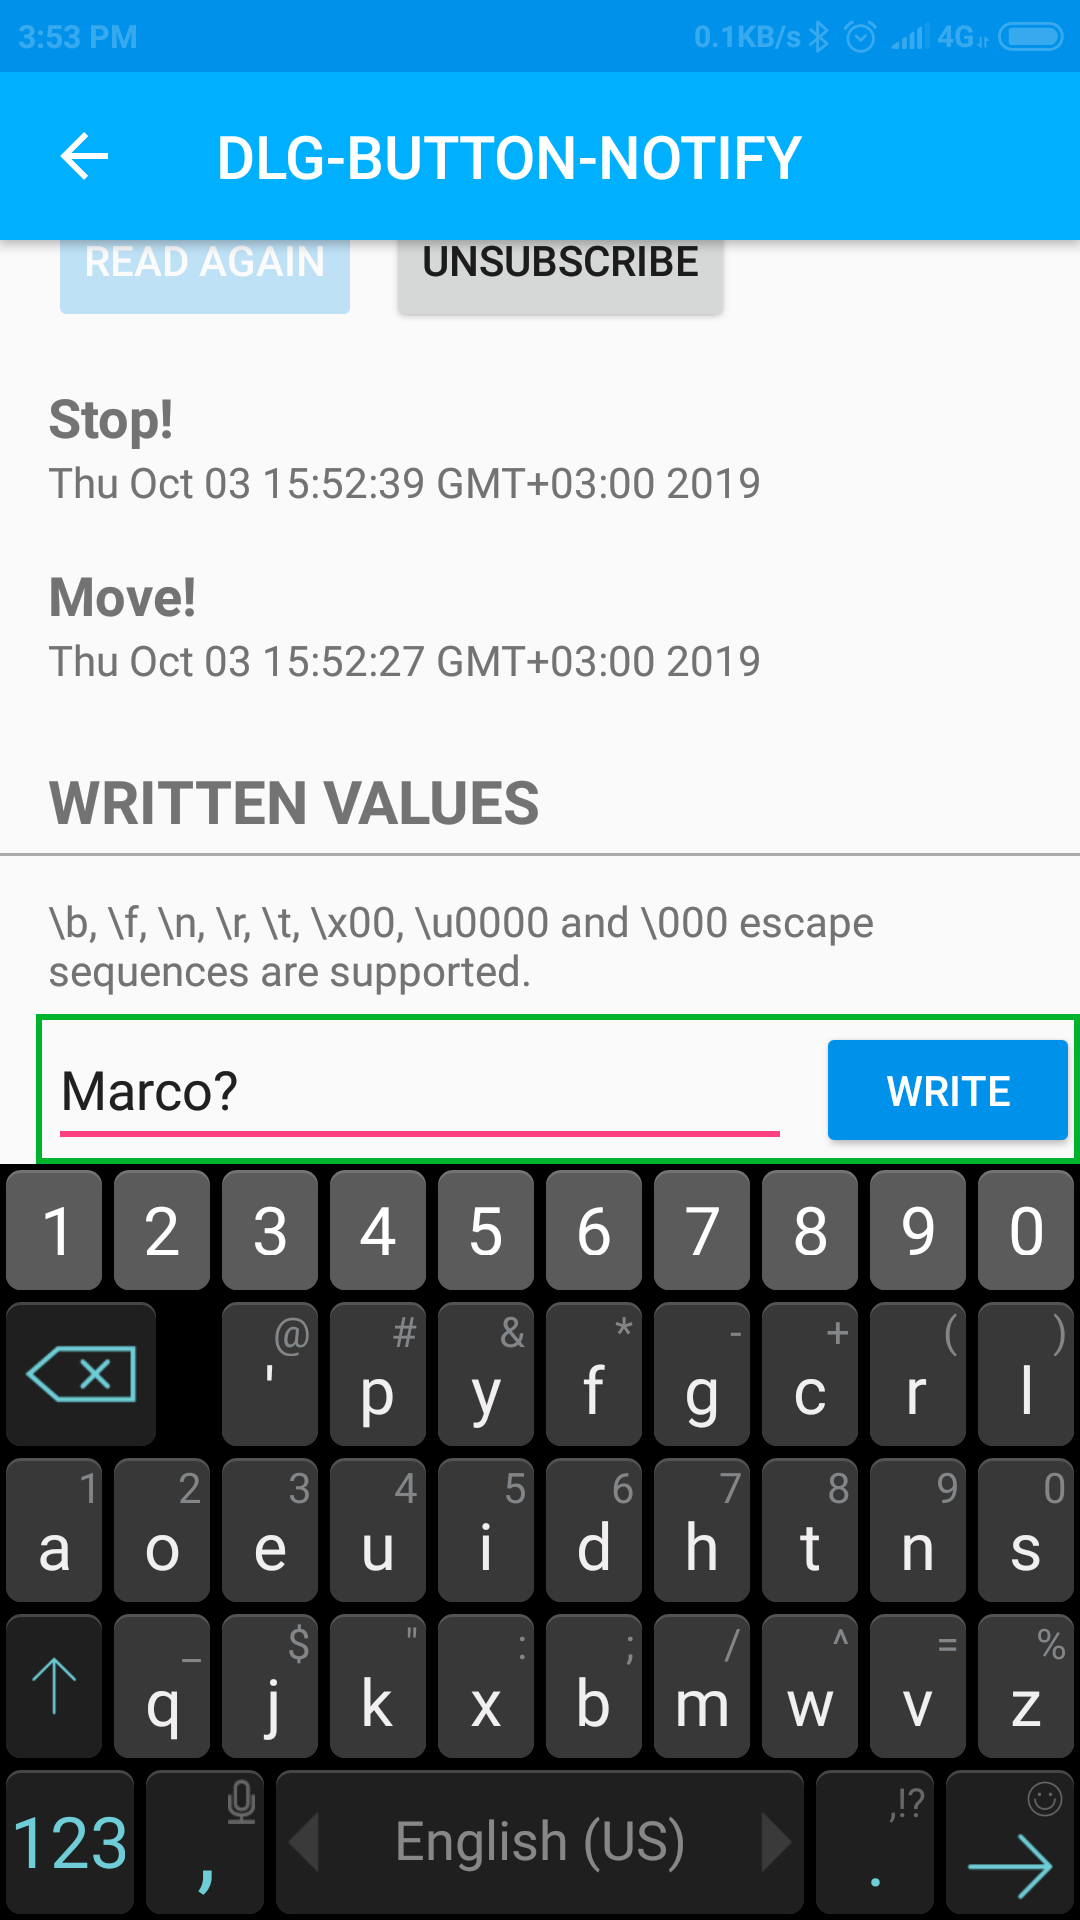 3:53 PM 0.1KB/s 4G
DLG-BUTTON-NOTIFY
READ AGAIN UNSUBSCRIBE
Stop!
Thu Oct 03 15:52:39 GMT+03:00 2019
Move!
Thu Oct 03 15:52:27 GMT+03:00 2019
WRITTEN VALUES
\b, \f, \n, \r, \t, \x00, \u0000 and \000 escape
sequences are supported.
Marco? WRITE
1 2 3 4 5 6 7 8 9 0
@ # & * - + ( )
' p y f g c r l
1 2 3 4 5 6 7 8 9 0
a o e u i d h t n s
_ $ " : ; / ^ = %
q j k x b m w v z
,!?
123 , English (US) .